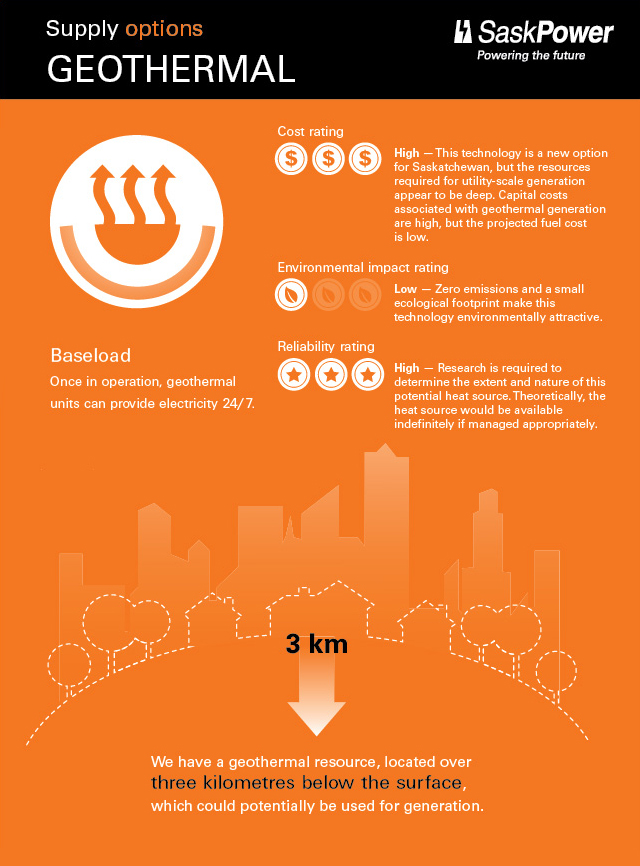 Supply options
GEOTHERMAL
SaskPower
Powering the future
Cost rating
$ $ $
High — This technology is a new option
for Saskatchewan, but the resources
required for utility-scale generation
appear to be deep. Capital costs
associated with geothermal generation
are high, but the projected fuel cost
is low.
Environmental impact rating
Low — Zero emissions and a small
ecological footprint make this
technology environmentally attractive.
Reliability rating
High — Research is required to
determine the extent and nature of this
potential heat source. Theoretically, the
heat source would be available
indefinitely if managed appropriately.
Baseload
Once in operation, geothermal
units can provide electricity 24/7.
3 km
We have a geothermal resource, located over
three kilometres below the surface,
which could potentially be used for generation.